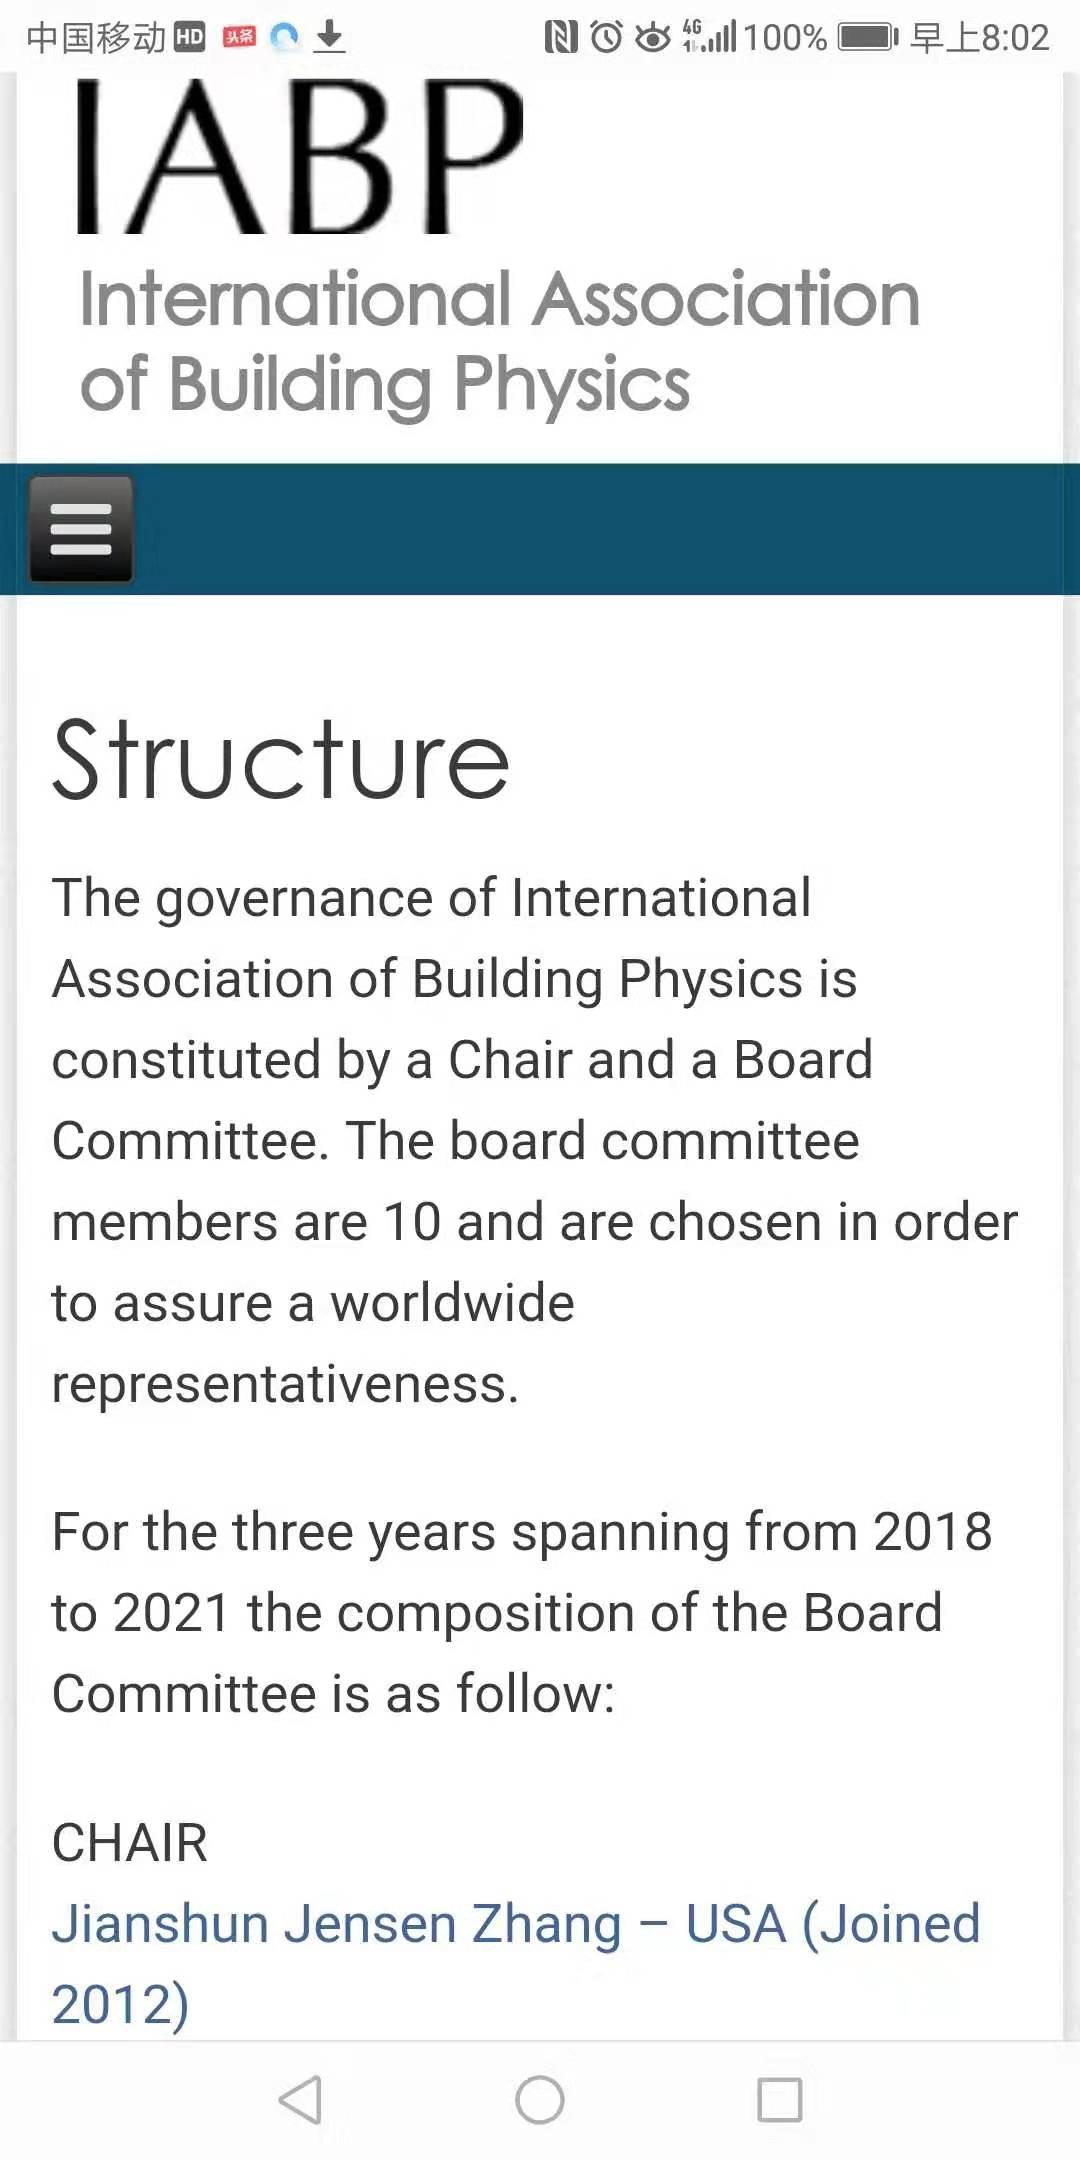 中国移动 HD 头条 4G 1 100% 早上8:02
IABP
International Association
of Building Physics
Structure
The governance of International
Association of Building Physics is
constituted by a Chair and a Board
Committee. The board committee
members are 10 and are chosen in order
to assure a worldwide
representativeness.
For the three years spanning from 2018
to 2021 the composition of the Board
Committee is as follow:
CHAIR
Jianshun Jensen Zhang – USA (Joined
2012)